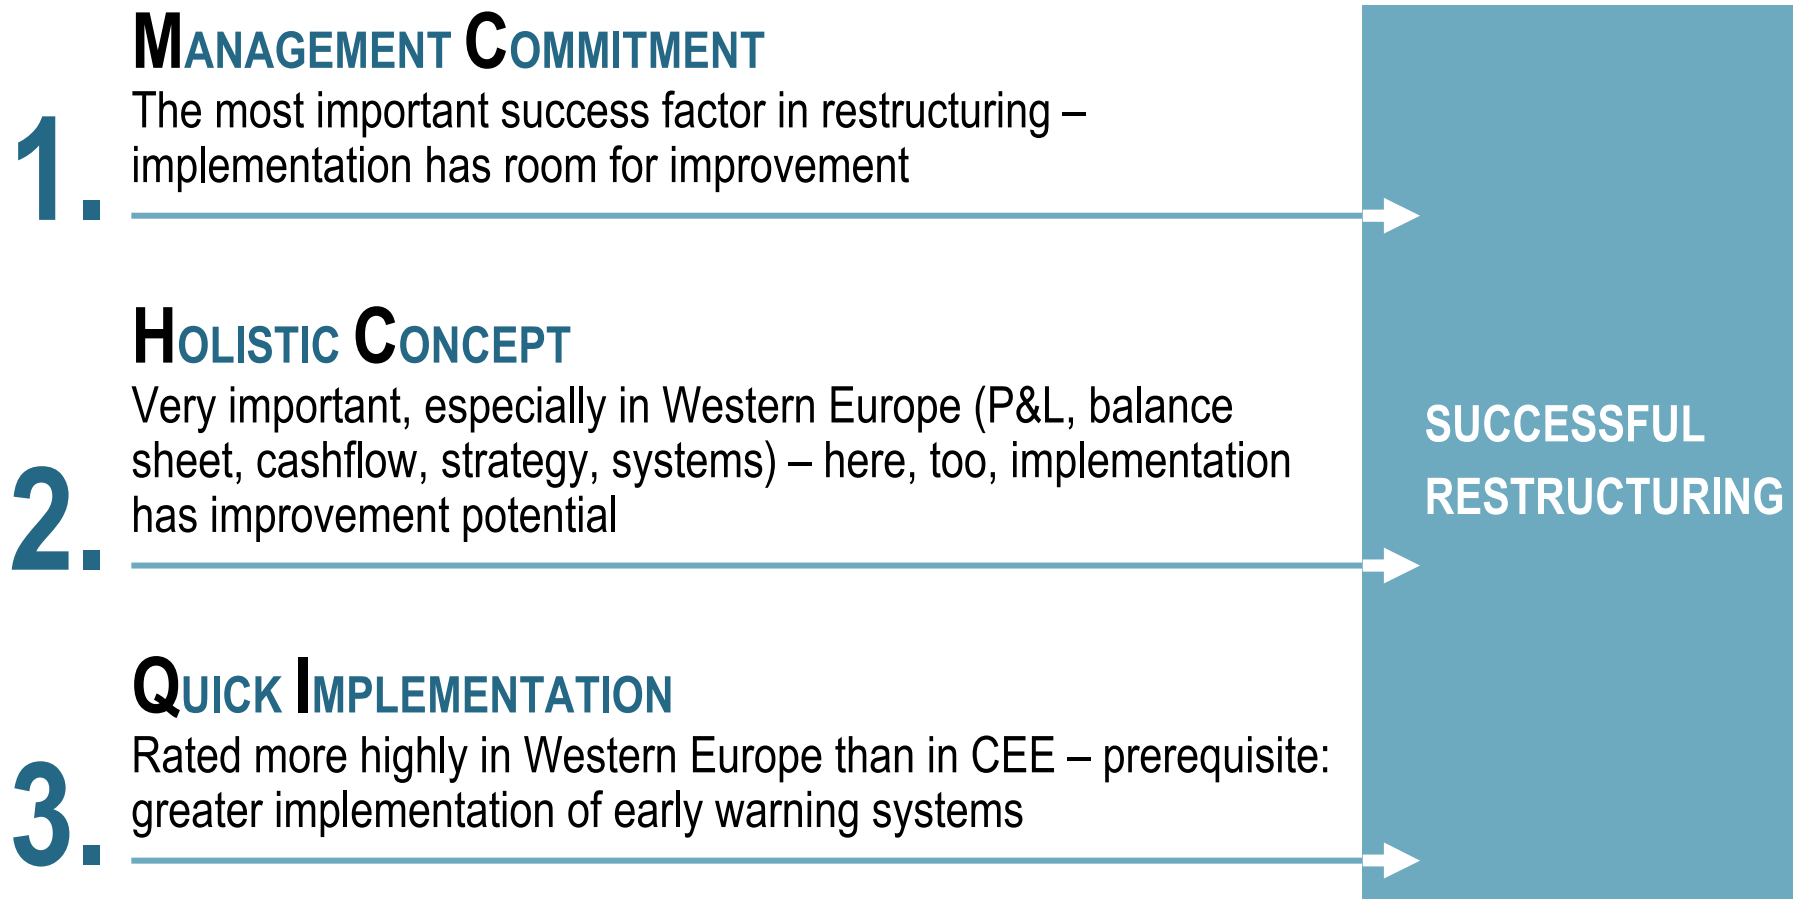 1.
MANAGEMENT COMMITMENT
The most important success factor in restructuring –
implementation has room for improvement
2.
HOLISTIC CONCEPT
Very important, especially in Western Europe (P&L, balance
sheet, cashflow, strategy, systems) – here, too, implementation
has improvement potential
3.
QUICK IMPLEMENTATION
Rated more highly in Western Europe than in CEE – prerequisite:
greater implementation of early warning systems
SUCCESSFUL
RESTRUCTURING